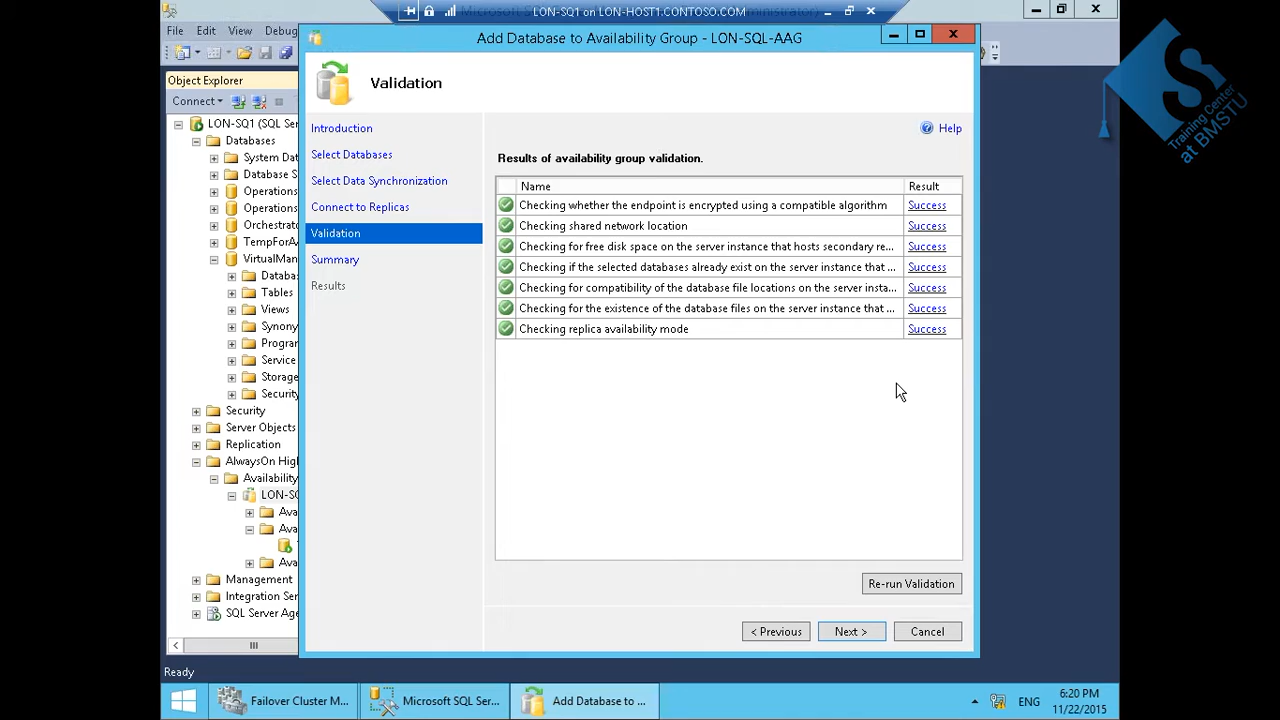 LON-SQ1 on LON-HOST1.CONTOSO.COM
File Edit View Debug
Add Database to Availability Group - LON-SQL-AAG
Object Explorer
Connect
LON-SQ1 (SQL Ser
Databases
System Dat
Database S
Operations
Operations
Orchestrat
TempForA
VirtualMan
Databas
Tables
Views
Synony
Program
Service
Storage
Security
Security
Server Objects
Replication
AlwaysOn High
Availability
LON-SQ
Ava
Ava
Ava
Management
Integration Serv
SQL Server Age
Ready
Validation
Introduction
Select Databases
Select Data Synchronization
Connect to Replicas
Validation
Summary
Results
Help
Results of availability group validation.
Name Result
Checking whether the endpoint is encrypted using a compatible algorithm Success
Checking shared network location Success
Checking for free disk space on the server instance that hosts secondary re... Success
Checking if the selected databases already exist on the server instance that ... Success
Checking for compatibility of the database file locations on the server insta... Success
Checking for the existence of the database files on the server instance that ... Success
Checking replica availability mode Success
Re-run Validation
< Previous Next > Cancel
Failover Cluster M... Microsoft SQL Ser... Add Database to ... ENG
6:20 PM
11/22/2015
Training Center
at BMSTU